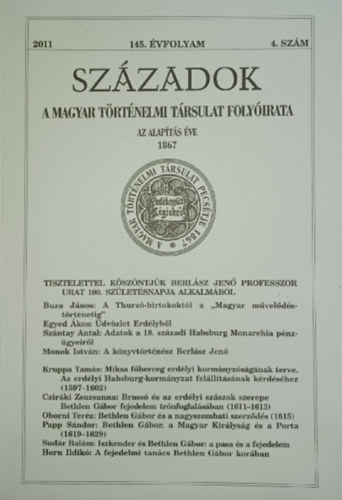 2011 145. ÉVFOLYAM 4. SZÁM
SZÁZADOK
A MAGYAR TÖRTÉNELMI TÁRSULAT FOLYÓIRATA
AZ ALAPÍTÁS ÉVE
1867
A MAGYAR TÖRTÉNELMI TÁRSULAT PECSÉTJE 1867
TISZTELETTEL KÖSZÖNTJÜK BERLÁSZ JENŐ PROFESSZOR
URAT 100. SZÜLETÉSNAPJA ALKALMÁBÓL
Buza János: A Thurzó-birtokoktól a „Magyar művelődés-
történetig”
Egyed Ákos: Üdvözlet Erdélyből
Szántay Antal: Adatok a 18. századi Habsburg Monarchia pénz-
ügyeiről
Monok István: A könyvtörténész Berlász Jenő
Kruppa Tamás: Miksa főherceg erdélyi kormányzóságának terve.
Az erdélyi Habsburg-kormányzat felállításának kérdéséhez
(1597–1602)
Cziráki Zsuzsanna: Brassó és az erdélyi szászok szerepe
Bethlen Gábor fejedelem trónfoglalásában (1611–1613)
Oborni Teréz: Bethlen Gábor és a nagyszombati szerződés (1615)
Papp Sándor: Bethlen Gábor, a Magyar Királyság és a Porta
(1619–1629)
Sudár Balázs: Iszkender és Bethlen Gábor: a pasa és a fejedelem
Horn Ildikó: A fejedelmi tanács Bethlen Gábor korában